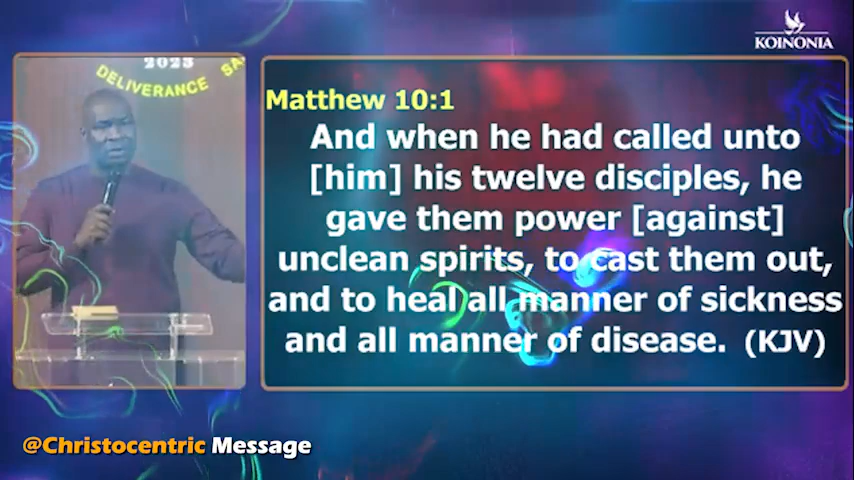 KOINONIA
2025
DELIVERANCE SA
Matthew 10:1
And when he had called unto
[him] his twelve disciples, he
gave them power [against]
unclean spirits, to cast them out,
and to heal all manner of sickness
and all manner of disease. (KJV)
@Christocentric Message